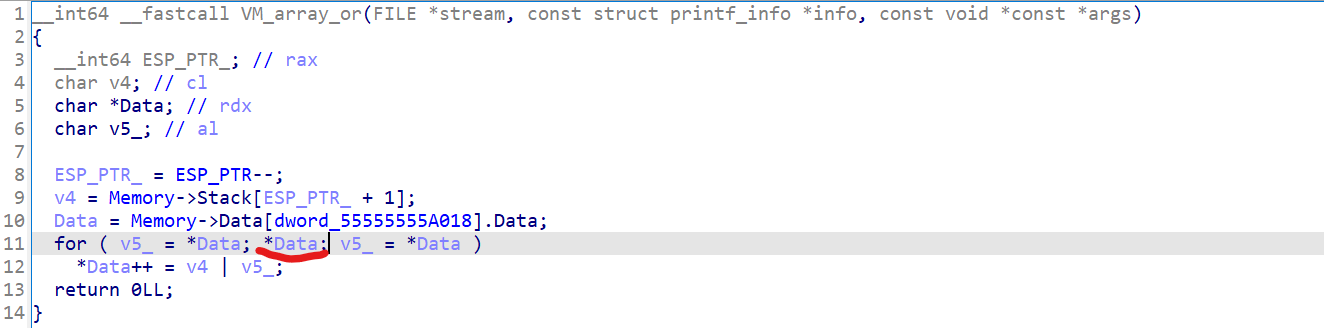 1 __int64 __fastcall VM_array_or(FILE *stream, const struct printf_info *info, const void *const *args)
2 {
3   __int64 ESP_PTR_; // rax
4   char v4; // cl
5   char *Data; // rdx
6   char v5_; // al
7
8   ESP_PTR_ = ESP_PTR--;
9   v4 = Memory->Stack[ESP_PTR_ + 1];
10   Data = Memory->Data[dword_55555555A018].Data;
11   for ( v5_ = *Data; *Data; v5_ = *Data )
12     *Data++ = v4 | v5_;
13   return 0LL;
14 }